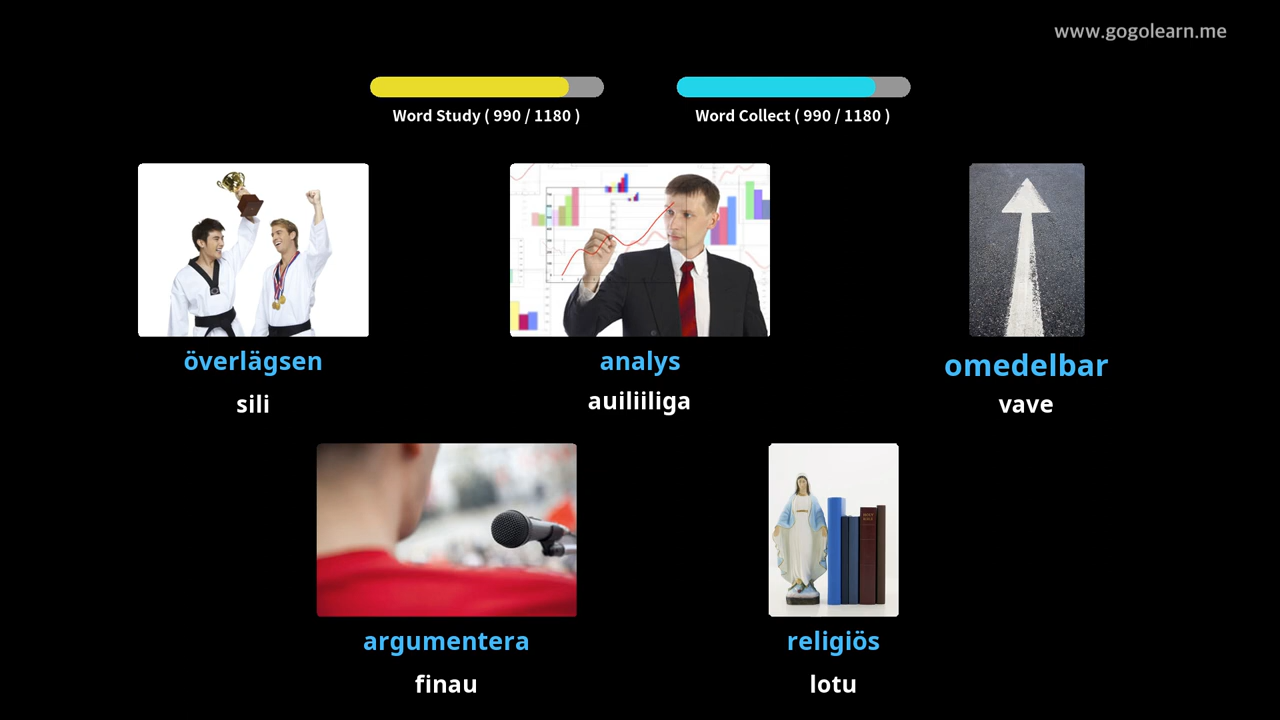 www.gogolearn.me
Word Study ( 990 / 1180 )
Word Collect ( 990 / 1180 )
överlägsen
sili
analys
auiliiliga
omedelbar
vave
argumentera
finau
religiös
lotu